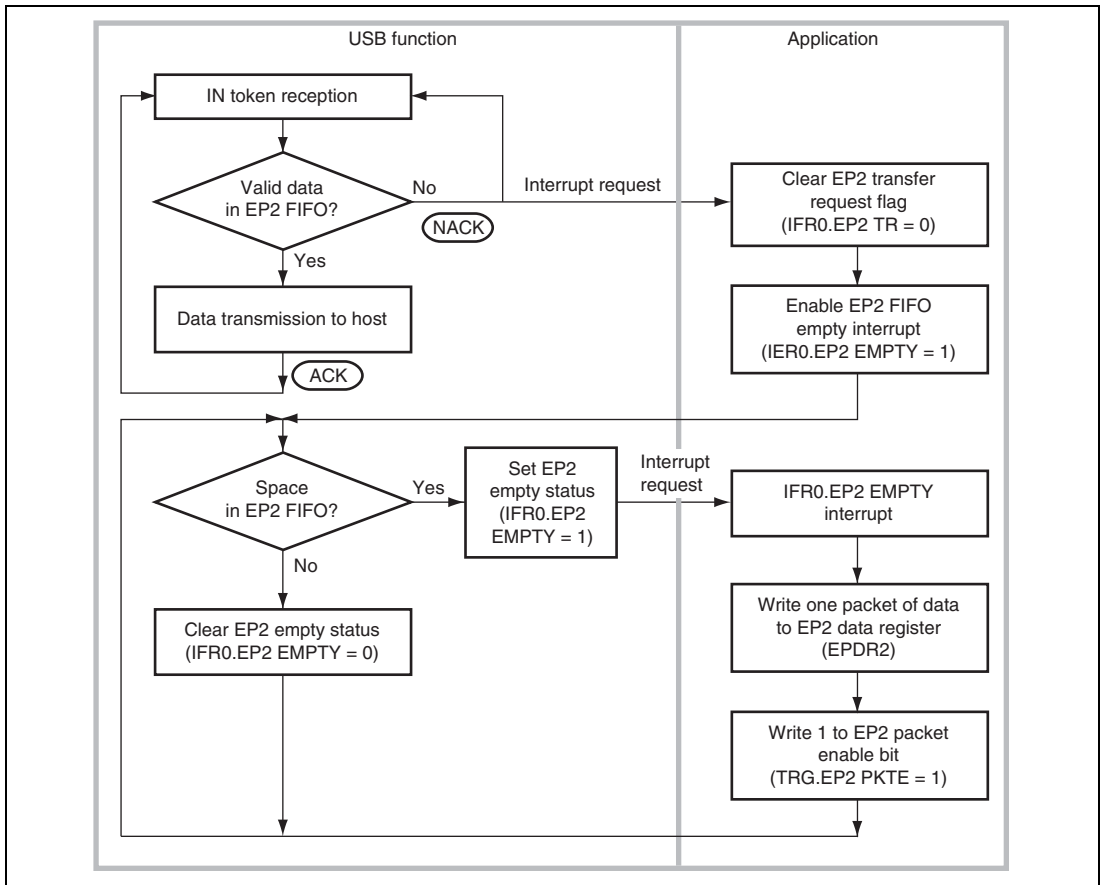 USB function
Application
IN token reception
Valid data
in EP2 FIFO?
No
NACK
Interrupt request
Clear EP2 transfer
request flag
(IFR0.EP2 TR = 0)
Yes
Data transmission to host
ACK
Enable EP2 FIFO
empty interrupt
(IER0.EP2 EMPTY = 1)
Space
in EP2 FIFO?
Yes
Set EP2
empty status
(IFR0.EP2
EMPTY = 1)
Interrupt
request
IFR0.EP2 EMPTY
interrupt
No
Clear EP2 empty status
(IFR0.EP2 EMPTY = 0)
Write one packet of data
to EP2 data register
(EPDR2)
Write 1 to EP2 packet
enable bit
(TRG.EP2 PKTE = 1)